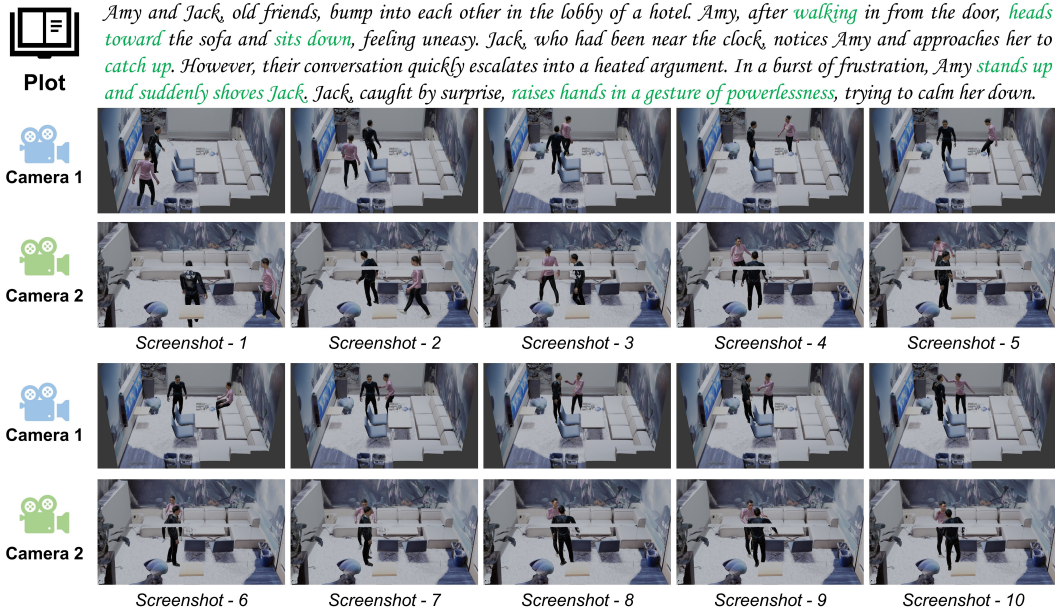 Amy and Jack, old friends, bump into each other in the lobby of a hotel. Amy, after walking in from the door, heads
toward the sofa and sits down, feeling uneasy. Jack, who had been near the clock, notices Amy and approaches her to
catch up. However, their conversation quickly escalates into a heated argument. In a burst of frustration, Amy stands up
and suddenly shoves Jack. Jack, caught by surprise, raises hands in a gesture of powerlessness, trying to calm her down.
Plot
Camera 1
Camera 2
Screenshot - 1
Screenshot - 2
Screenshot - 3
Screenshot - 4
Screenshot - 5
Camera 1
Camera 2
Screenshot - 6
Screenshot - 7
Screenshot - 8
Screenshot - 9
Screenshot - 10